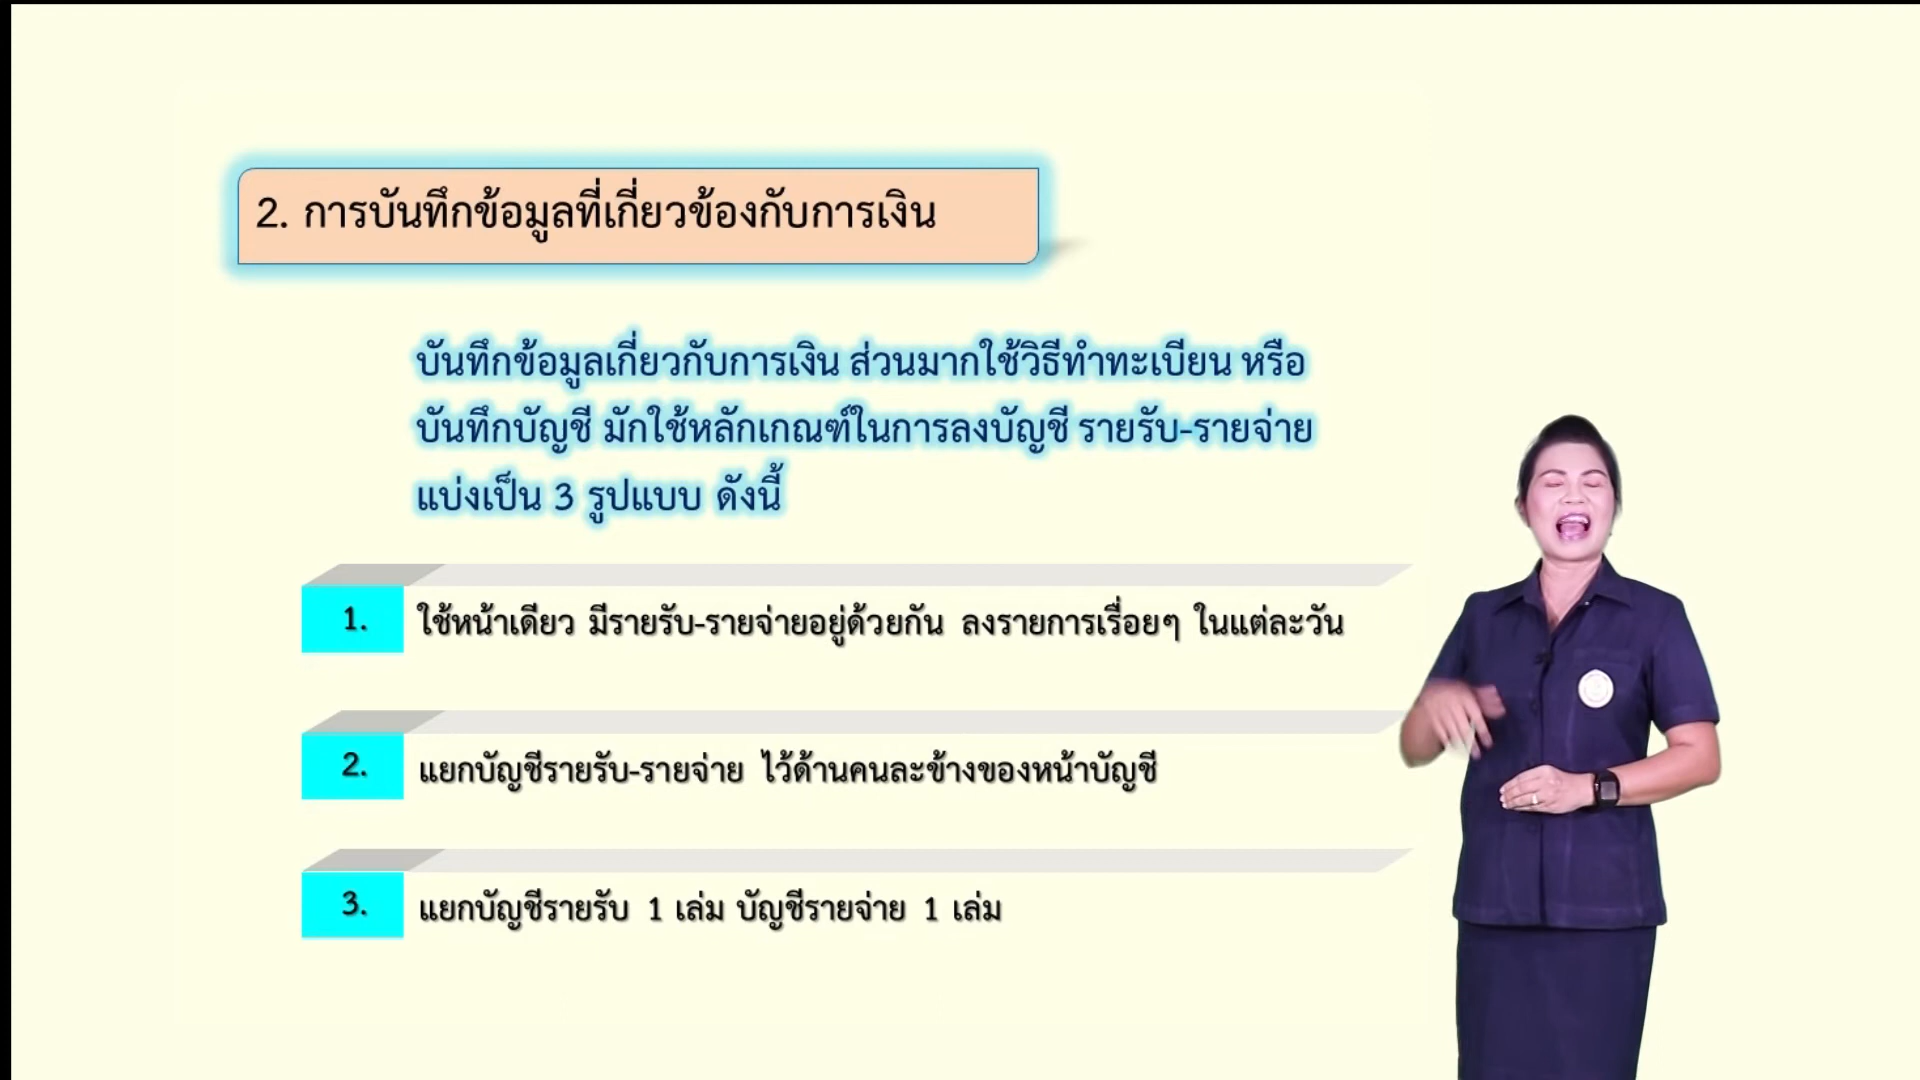 2. การบันทึกข้อมูลที่เกี่ยวข้องกับการเงิน
บันทึกข้อมูลเกี่ยวกับการเงิน ส่วนมากใช้วิธีทำทะเบียน หรือ
บันทึกบัญชี มักใช้หลักเกณฑ์ในการลงบัญชี รายรับ-รายจ่าย
แบ่งเป็น 3 รูปแบบ ดังนี้
1. ใช้หน้าเดียว มีรายรับ-รายจ่ายอยู่ด้วยกัน ลงรายการเรื่อยๆ ในแต่ละวัน
2. แยกบัญชีรายรับ-รายจ่าย ไว้ด้านคนละข้างของหน้าบัญชี
3. แยกบัญชีรายรับ 1 เล่ม บัญชีรายจ่าย 1 เล่ม